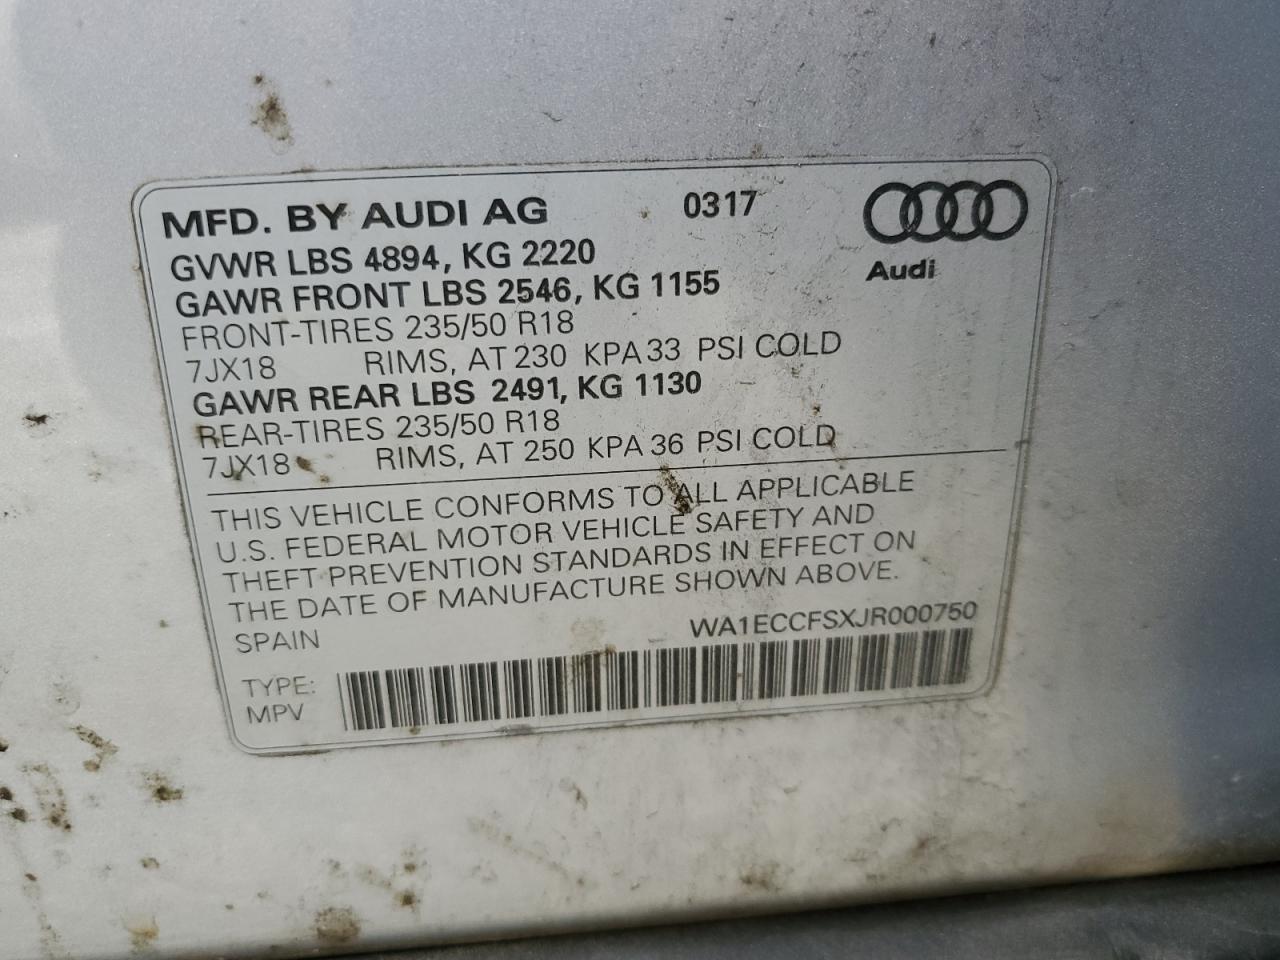 MFD. BY AUDI AG 0317
Audi
GVWR LBS 4894, KG 2220
GAWR FRONT LBS 2546, KG 1155
FRONT-TIRES 235/50 R18
7JX18 RIMS, AT 230 KPA 33 PSI COLD
GAWR REAR LBS 2491, KG 1130
REAR-TIRES 235/50 R18
7JX18 RIMS, AT 250 KPA 36 PSI COLD
THIS VEHICLE CONFORMS TO ALL APPLICABLE
U.S. FEDERAL MOTOR VEHICLE SAFETY AND
THEFT PREVENTION STANDARDS IN EFFECT ON
THE DATE OF MANUFACTURE SHOWN ABOVE.
SPAIN WA1ECCFSXJR000750
TYPE:
MPV